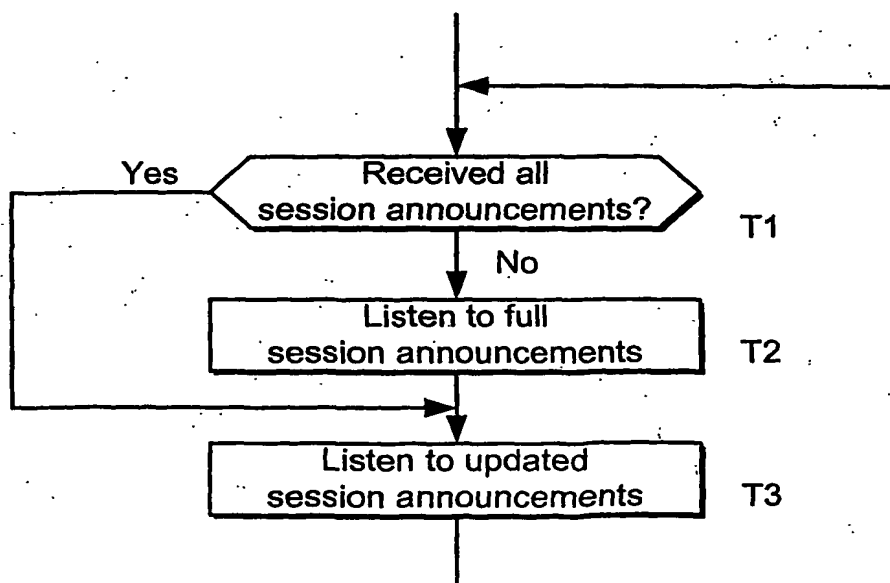 Yes
Received all
session announcements?
T1
No
Listen to full
session announcements
T2
Listen to updated
session announcements
T3